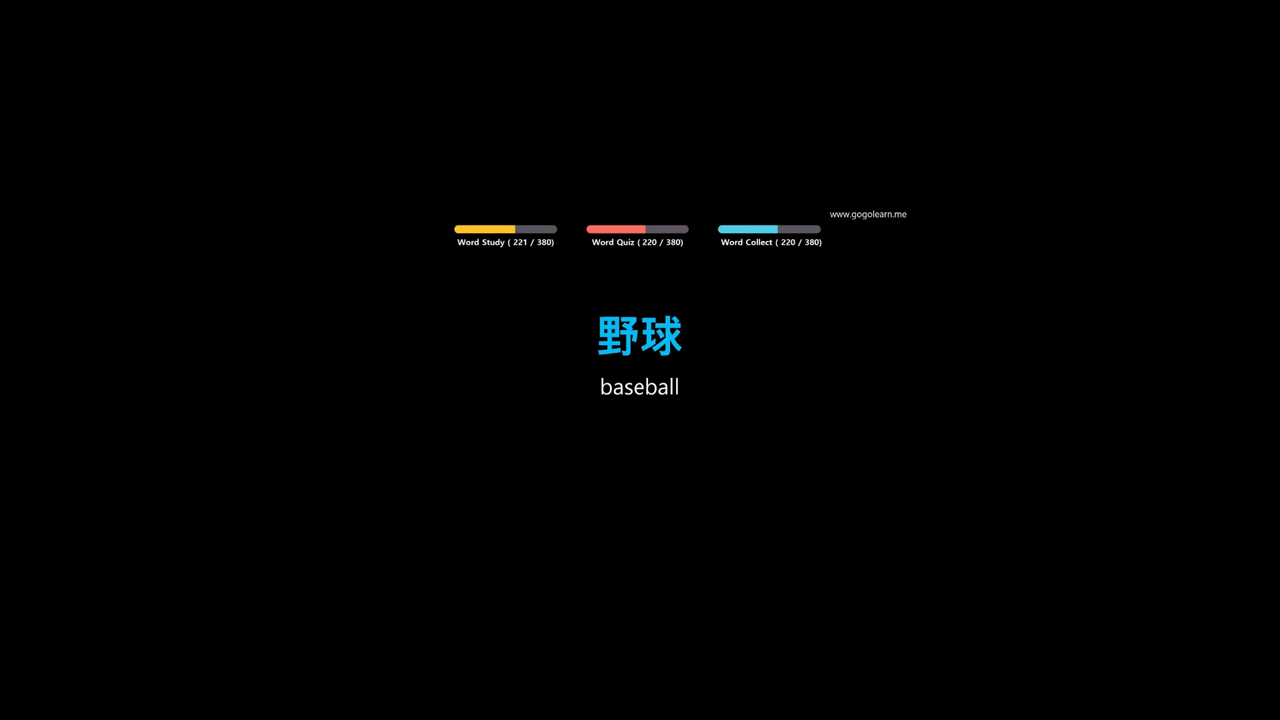 www.gogolearn.me
Word Study ( 221 / 380)
Word Quiz ( 220 / 380)
Word Collect ( 220 / 380)
野球
baseball